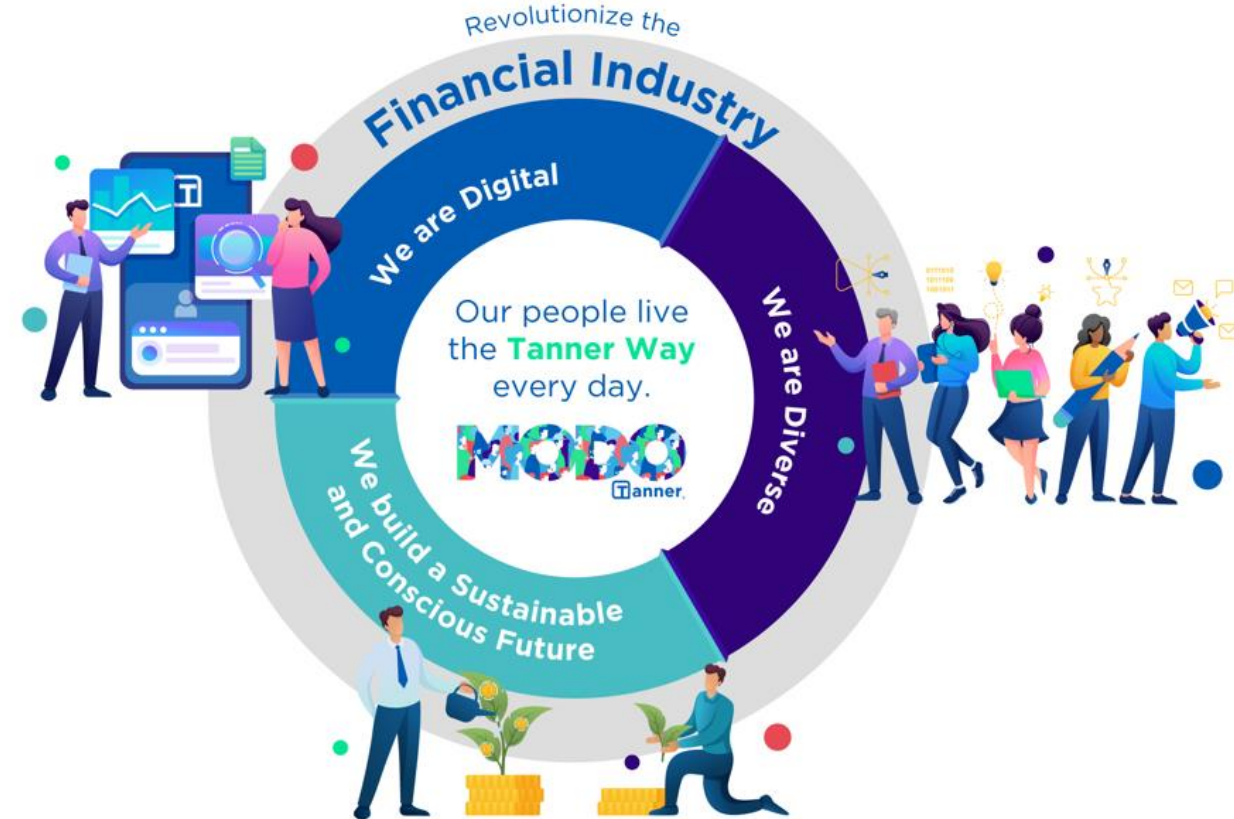 Revolutionize the
Financial Industry
We are Digital
We are Diverse
We build a Sustainable
and Conscious Future
Our people live
the Tanner Way
every day.
MODO
Tanner